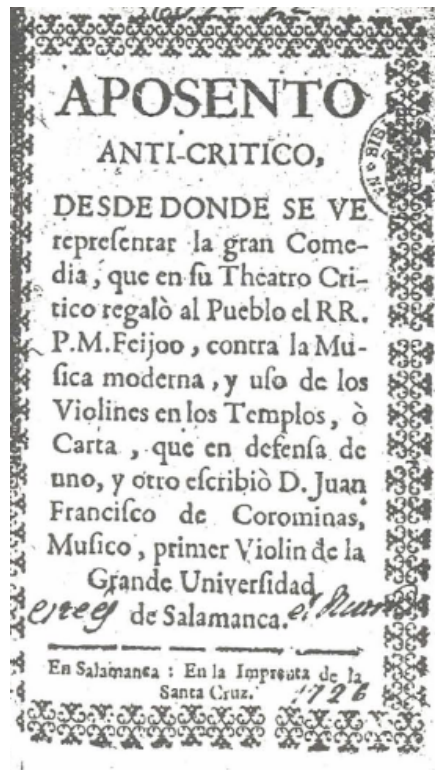 APOSENTO
ANTI-CRITICO,
DESDE DONDE SE VE
repreſentar la gran Come-
dia, que en ſu Theatro Cri-
tico regalò al Pueblo el RR.
P.M.Feijoo, contra la Mu-
ſica moderna, y uſo de los
Violines en los Templos, ò
Carta, que en defenſa de
uno, y otro eſcribiò D. Juan
Franciſco de Corominas,
Muſico, primer Violin de la
Grande Univerſidad
de Salamanca.
En Salamanca : En la Imprenta de la
Santa Cruz. 1726